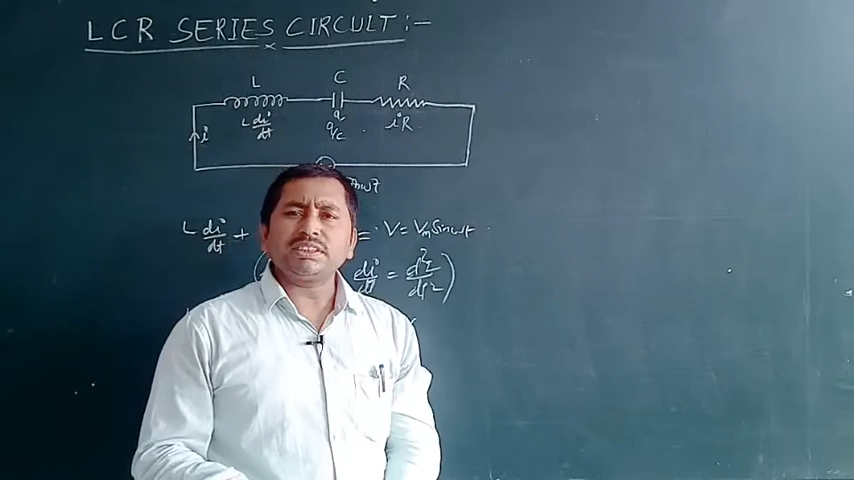 LCR SERIES CIRCUIT :-
L C R
L di/dt q q/c iR
i
L di/dt + = V = Vm Sinωt
( di/dt = d²q/dt² )